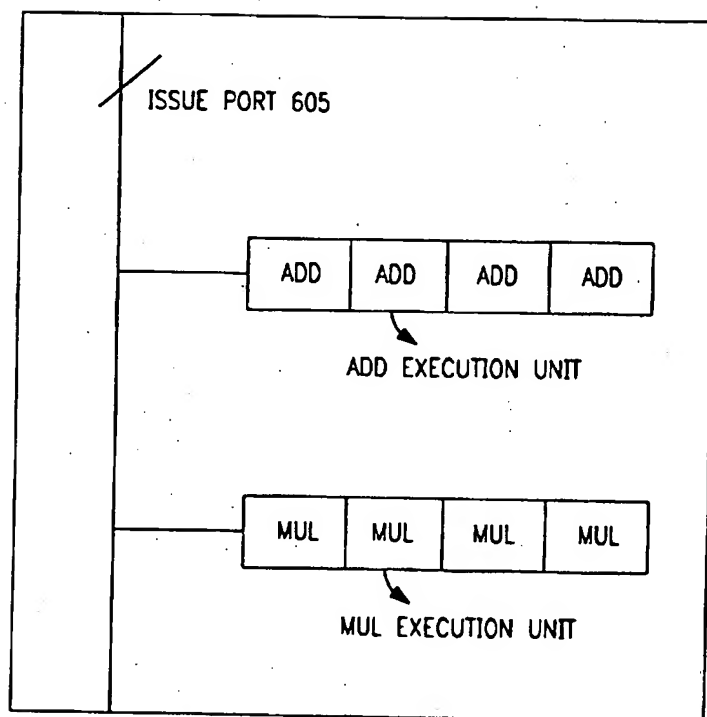 ISSUE PORT 605
ADD ADD ADD ADD
ADD EXECUTION UNIT
MUL MUL MUL MUL
MUL EXECUTION UNIT